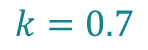 k = 0.7